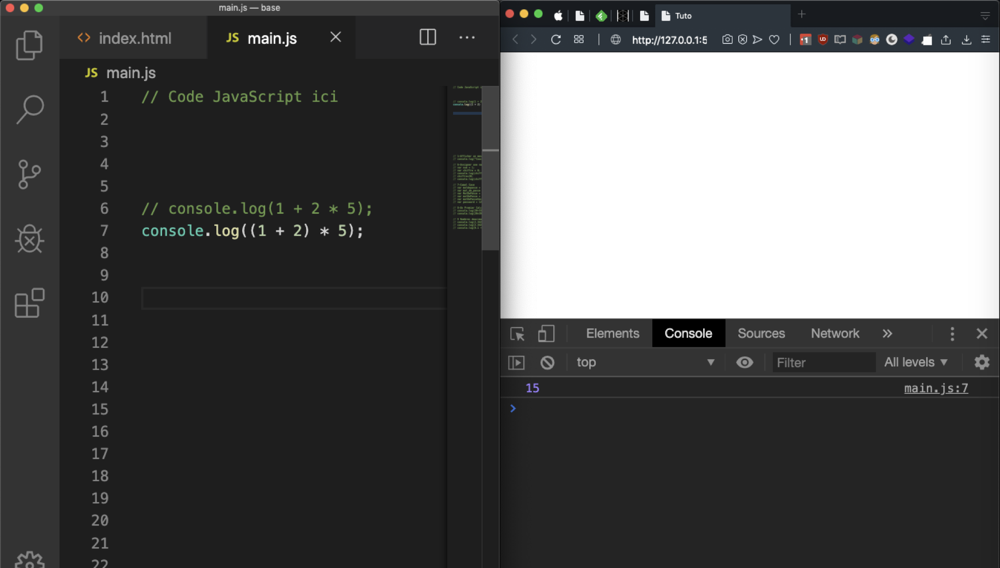 main.js — base
index.html
JS main.js
JS main.js
1 // Code JavaScript ici
2
3
4
5
6 // console.log(1 + 2 * 5);
7 console.log((1 + 2) * 5);
8
9
10
11
12
13
14
15
16
17
18
19
20
21
22
Tuto
http://127.0.0.1:5
Elements Console Sources Network
top Filter All levels
15 main.js:7